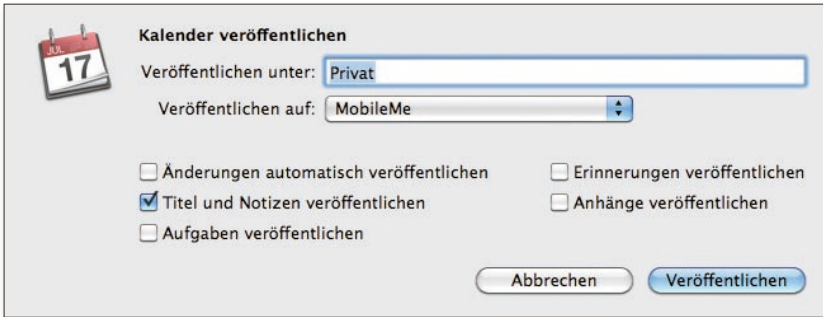 JUL
17
Kalender veröffentlichen
Veröffentlichen unter: Privat
Veröffentlichen auf: MobileMe
Änderungen automatisch veröffentlichen
Erinnerungen veröffentlichen
Titel und Notizen veröffentlichen
Anhänge veröffentlichen
Aufgaben veröffentlichen
Abbrechen
Veröffentlichen